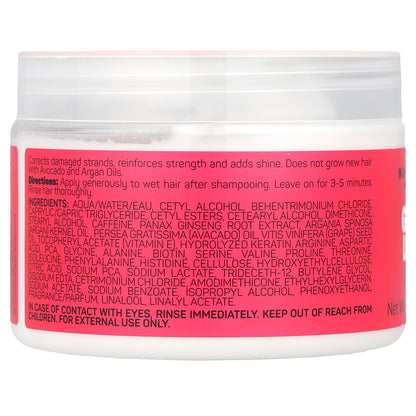 Corrects damaged strands, reinforces strength and adds shine. Does not grow new hair
With Avocado and Argan Oils.
Directions: Apply generously to wet hair after shampooing. Leave on for 3-5 minutes
Rinse hair thoroughly.
INGREDIENTS: AQUA/WATER/EAU, CETYL ALCOHOL, BEHENTRIMONIUM CHLORIDE
CAPRYLIC/CAPRIC TRIGLYCERIDE, CETYL ESTERS, CETEARYL ALCOHOL, DIMETHICONE
STEARYL ALCOHOL, CAFFEINE, PANAX GINSENG ROOT EXTRACT, ARGANIA SPINOSA
(ARGAN) KERNEL OIL, PERSEA GRATISSIMA (AVOCADO) OIL, VITIS VINIFERA (GRAPE) SEED
OIL, TOCOPHERYL ACETATE (VITAMIN E), HYDROLYZED KERATIN, ARGININE, ASPARTIC
ACID, PCA, GLYCINE, ALANINE, BIOTIN, SERINE, VALINE, PROLINE, THREONINE,
ISOLEUCINE, PHENYLALANINE, HISTIDINE, CELLULOSE, HYDROXYETHYLCELLULOSE,
CITRIC ACID, SODIUM PCA, SODIUM LACTATE, TRIDECETH-12, BUTYLENE GLYCOL,
DISODIUM EDTA, CETRIMONIUM CHLORIDE, AMODIMETHICONE, ETHYLHEXYLGLYCERIN,
SODIUM ACETATE, SODIUM BENZOATE, ISOPROPYL ALCOHOL, PHENOXYETHANOL,
FRAGRANCE/PARFUM, LINALOOL, LINALYL ACETATE.
IN CASE OF CONTACT WITH EYES, RINSE IMMEDIATELY. KEEP OUT OF REACH FROM
CHILDREN. FOR EXTERNAL USE ONLY.
Net